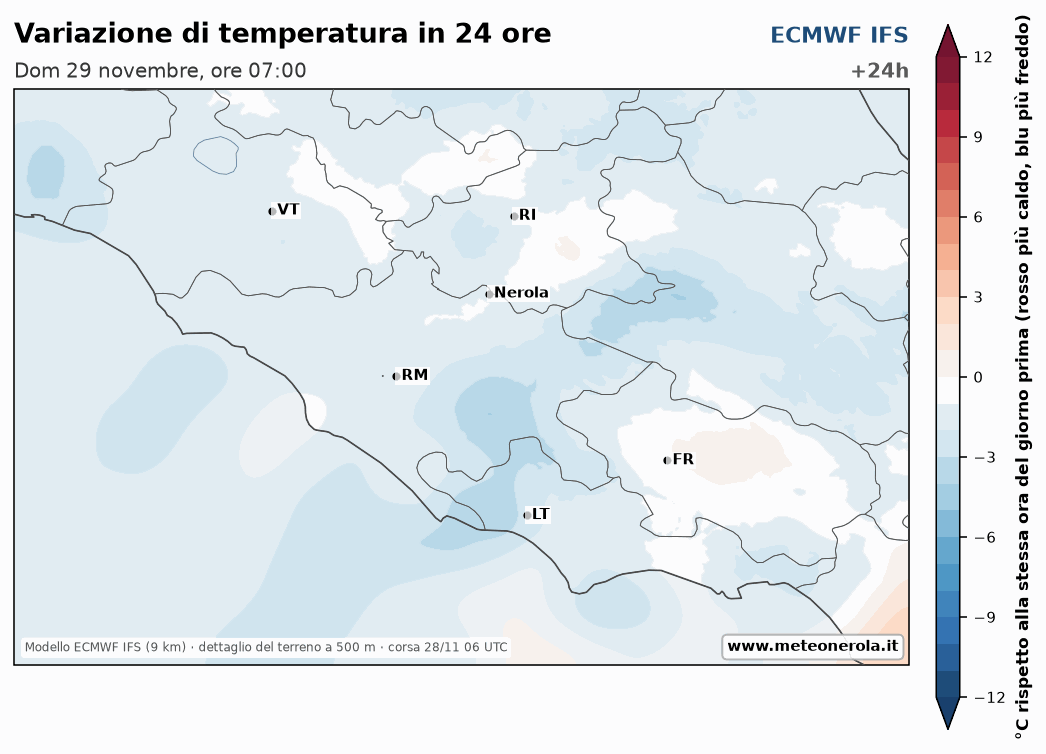 Variazione di temperatura in 24 ore
ECMWF IFS
Dom 29 novembre, ore 07:00
+24h
VT
RI
Nerola
RM
FR
LT
Modello ECMWF IFS (9 km) · dettaglio del terreno a 500 m · corsa 28/11 06 UTC
www.meteonerola.it
12
9
6
3
0
−3
−6
−9
−12
°C rispetto alla stessa ora del giorno prima (rosso più caldo, blu più freddo)